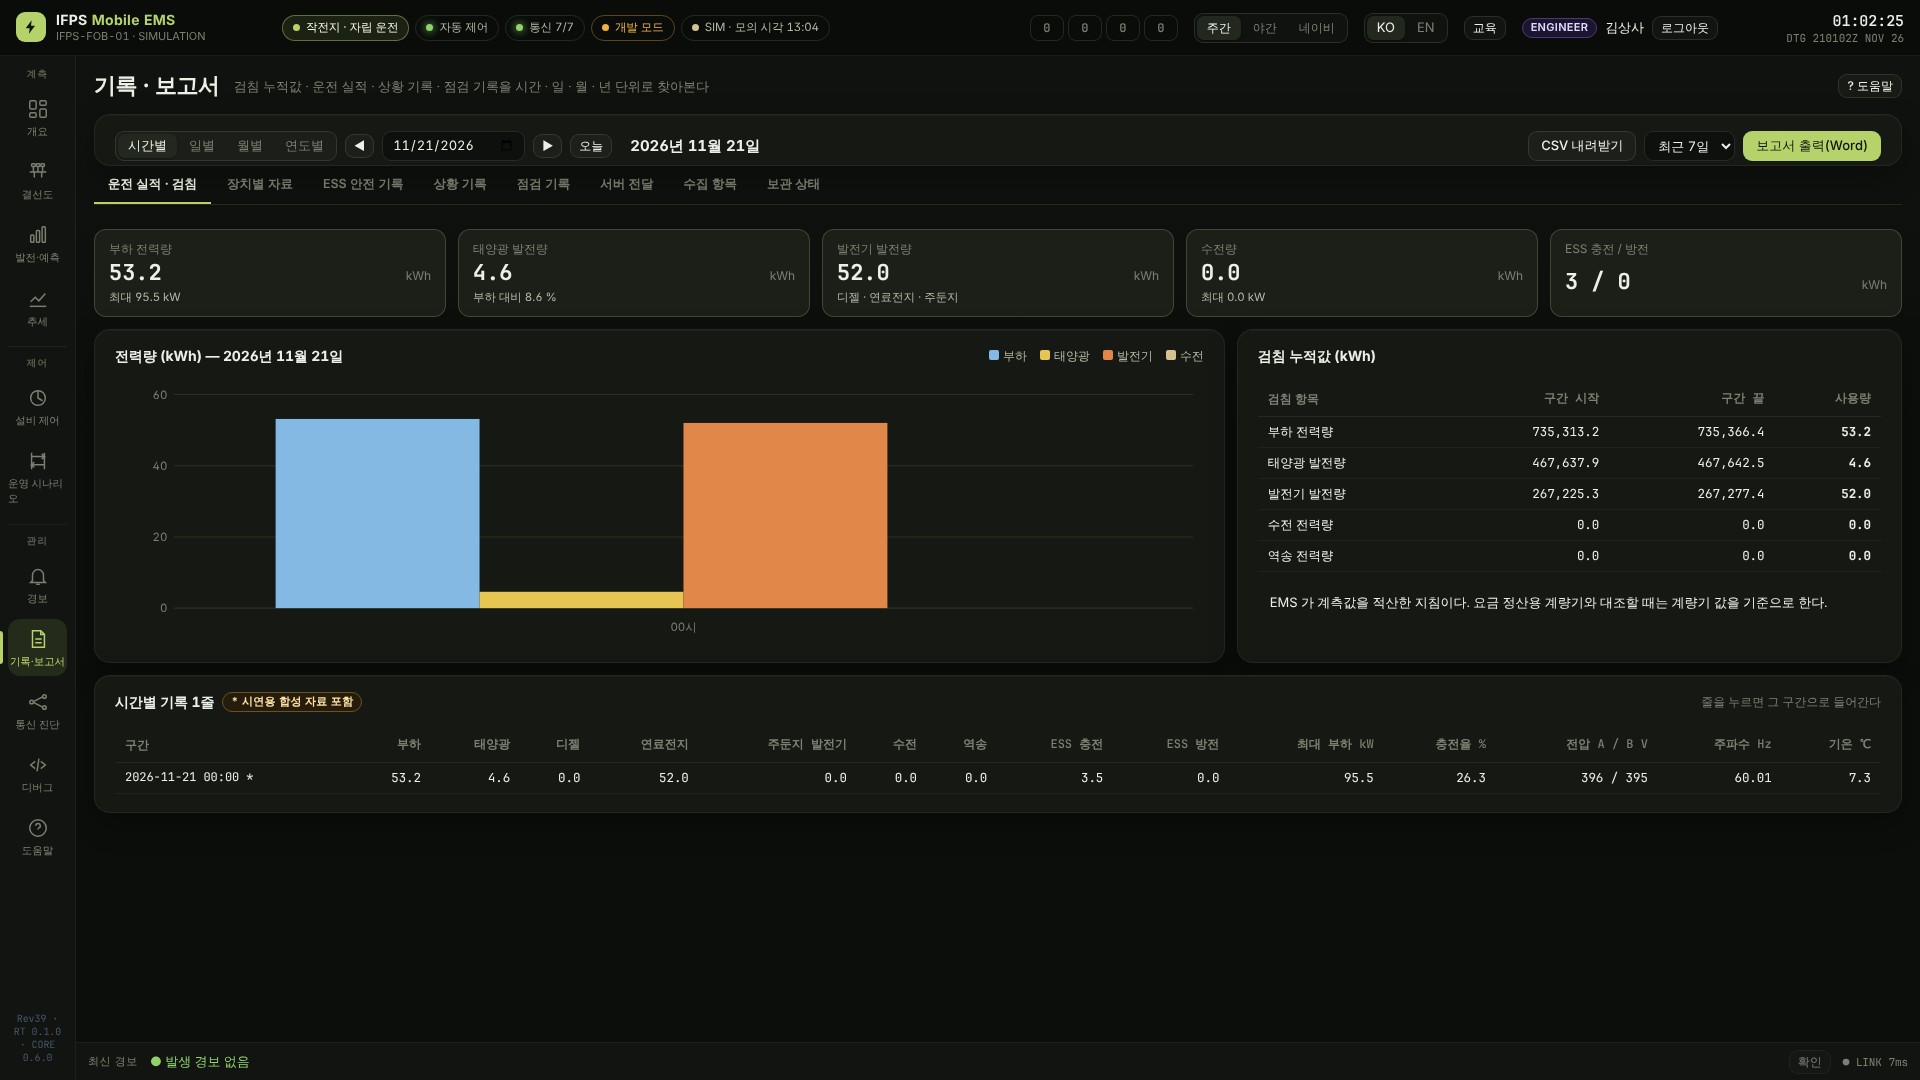 IFPS Mobile EMS
IFPS-FOB-01 · SIMULATION
작전지 · 자립 운전
자동 제어
통신 7/7
개발 모드
SIM · 모의 시각 13:04
0 0 0 0
주간 야간 네이비
KO EN
교육
ENGINEER 김상사 로그아웃
01:02:25
DTG 210102Z NOV 26
계측
개요
결선도
발전·예측
추세
제어
설비 제어
운영 시나리
오
관리
경보
기록·보고서
통신 진단
디버그
도움말
Rev39 ·
RT 0.1.0
· CORE
0.6.0
기록 · 보고서
검침 누적값 · 운전 실적 · 상황 기록 · 점검 기록을 시간 · 일 · 월 · 년 단위로 찾아본다
? 도움말
시간별 일별 월별 연도별
◀ 11/21/2026 ▶ 오늘 2026년 11월 21일
CSV 내려받기 최근 7일 보고서 출력(Word)
운전 실적 · 검침 장치별 자료 ESS 안전 기록 상황 기록 점검 기록 서버 전달 수집 항목 보관 상태
부하 전력량
53.2 kWh
최대 95.5 kW
태양광 발전량
4.6 kWh
부하 대비 8.6 %
발전기 발전량
52.0 kWh
디젤 · 연료전지 · 주둔지
수전량
0.0 kWh
최대 0.0 kW
ESS 충전 / 방전
3 / 0 kWh
전력량 (kWh) — 2026년 11월 21일
부하 태양광 발전기 수전
60
40
20
0
00시
검침 누적값 (kWh)
검침 항목 구간 시작 구간 끝 사용량
부하 전력량 735,313.2 735,366.4 53.2
태양광 발전량 467,637.9 467,642.5 4.6
발전기 발전량 267,225.3 267,277.4 52.0
수전 전력량 0.0 0.0 0.0
역송 전력량 0.0 0.0 0.0
EMS 가 계측값을 적산한 지침이다. 요금 정산용 계량기와 대조할 때는 계량기 값을 기준으로 한다.
시간별 기록 1줄 * 시연용 합성 자료 포함
줄을 누르면 그 구간으로 들어간다
구간 부하 태양광 디젤 연료전지 주둔지 발전기 수전 역송 ESS 충전 ESS 방전 최대 부하 kW 충전율 % 전압 A / B V 주파수 Hz 기온 ℃
2026-11-21 00:00 * 53.2 4.6 0.0 52.0 0.0 0.0 0.0 3.5 0.0 95.5 26.3 396 / 395 60.01 7.3
최신 경보 발생 경보 없음
확인 LINK 7ms